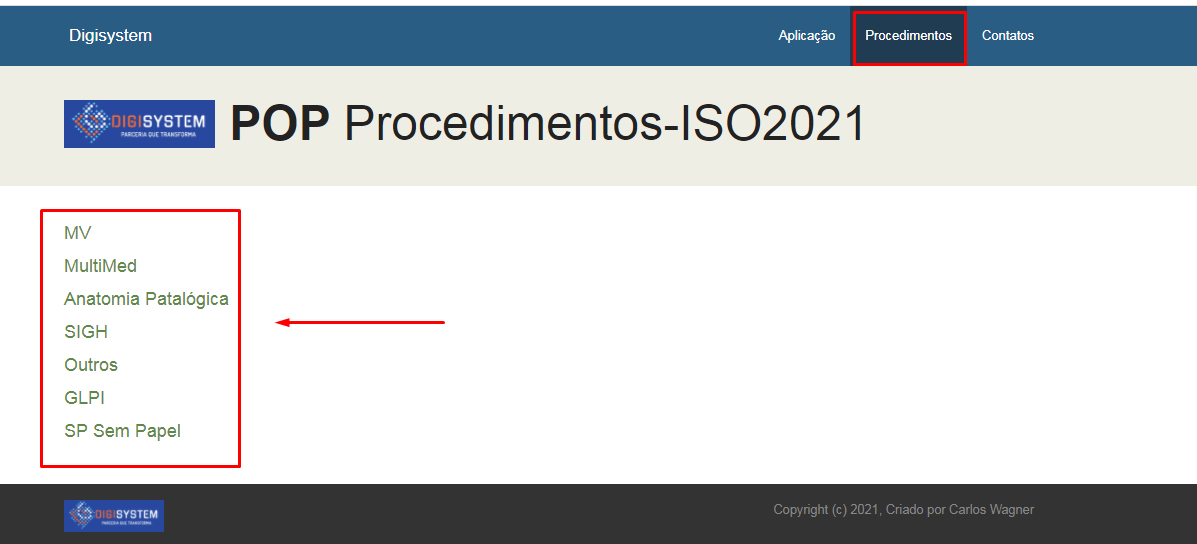 Digisystem
Aplicação
Procedimentos
Contatos
DIGISYSTEM
PARCERIA QUE TRANSFORMA
POP Procedimentos-ISO2021
MV
MultiMed
Anatomia Patalógica
SIGH
Outros
GLPI
SP Sem Papel
DIGISYSTEM
PARCERIA QUE TRANSFORMA
Copyright (c) 2021, Criado por Carlos Wagner